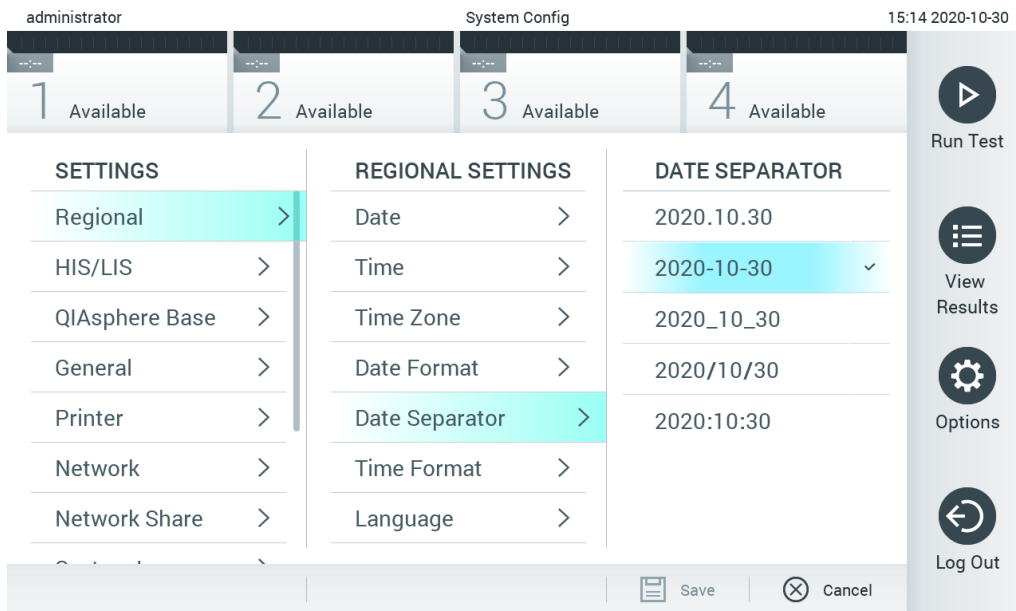 administrator System Config 15:14 2020-10-30
--:-- --:-- --:-- --:--
1 Available 2 Available 3 Available 4 Available
Run Test
SETTINGS REGIONAL SETTINGS DATE SEPARATOR
Regional Date 2020.10.30
HIS/LIS Time 2020-10-30
View
Results
QIAsphere Base Time Zone 2020_10_30
General Date Format 2020/10/30
Printer Date Separator 2020:10:30
Options
Network Time Format
Network Share Language
Log Out
Save Cancel